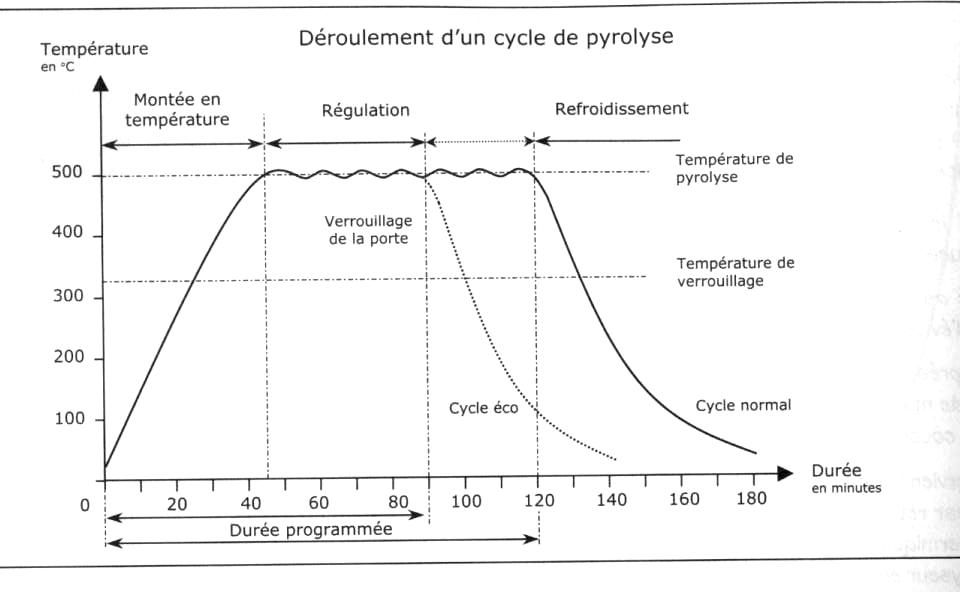 Déroulement d'un cycle de pyrolyse
Température
en °C
Montée en
température
Régulation
Refroidissement
500
400
300
200
100
0
Température de
pyrolyse
Verrouillage
de la porte
Température de
verrouillage
Cycle éco
Cycle normal
20
40
60
80
100
120
140
160
180
Durée
en minutes
Durée programmée